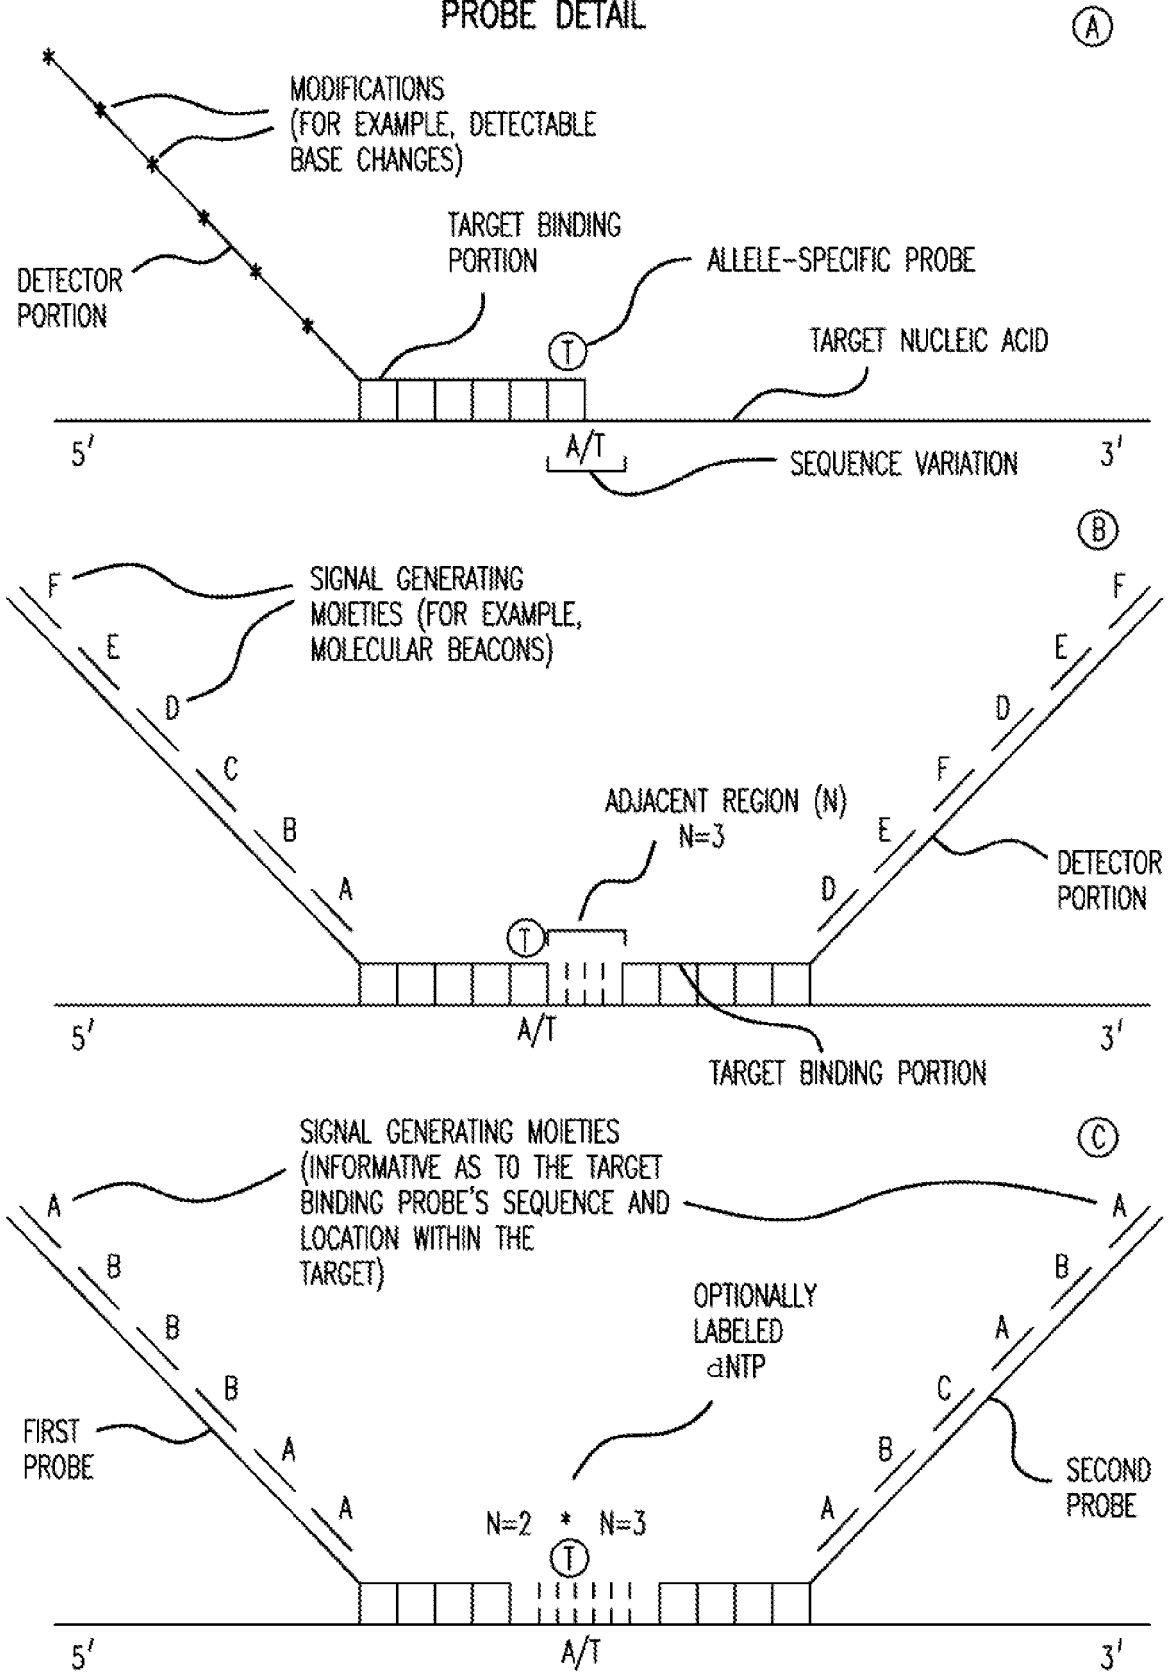 PROBE DETAIL
A
MODIFICATIONS
(FOR EXAMPLE, DETECTABLE
BASE CHANGES)
TARGET BINDING
PORTION
ALLELE-SPECIFIC PROBE
DETECTOR
PORTION
T
TARGET NUCLEIC ACID
5'
A/T
3'
SEQUENCE VARIATION
B
F
SIGNAL GENERATING
MOIETIES (FOR EXAMPLE,
MOLECULAR BEACONS)
F
E
E
D
D
C
F
ADJACENT REGION (N)
N=3
B
E
DETECTOR
PORTION
A
D
T
5'
A/T
3'
TARGET BINDING PORTION
C
SIGNAL GENERATING MOIETIES
(INFORMATIVE AS TO THE TARGET
BINDING PROBE'S SEQUENCE AND
LOCATION WITHIN THE
TARGET)
A
A
B
B
OPTIONALLY
LABELED
dNTP
B
A
B
C
FIRST
PROBE
A
B
SECOND
PROBE
A
A
N=2 * N=3
T
5'
A/T
3'